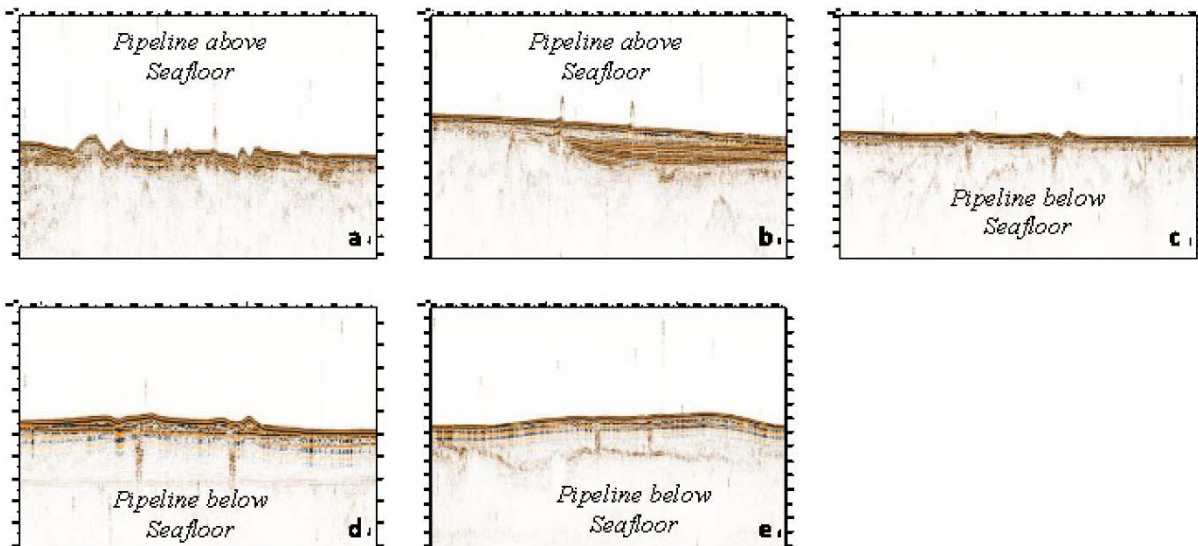 Pipeline above
Seafloor
a
Pipeline above
Seafloor
b
Pipeline below
Seafloor
c
Pipeline below
Seafloor
d
Pipeline below
Seafloor
e